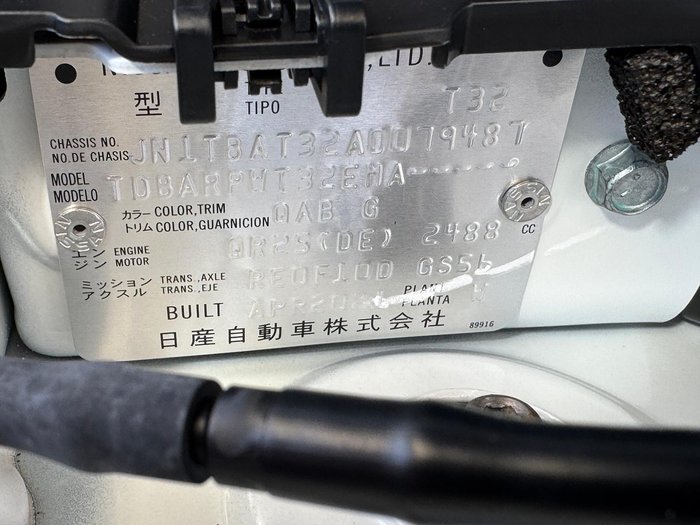 ,LTD.
型 TIPO T32
CHASSIS NO.
NO.DE CHASIS JN1TBAT32A0079487
MODEL
MODELO
カラー COLOR,TRIM
トリム COLOR,GUARNICION QAB G
エン ENGINE QR25(DE) 2488
ジン MOTOR CC
ミッション TRANS.,AXLE RE0F10D GS56
アクスル TRANS.,EJE
PLANT
BUILT PLANTA W
日産自動車株式会社 89916